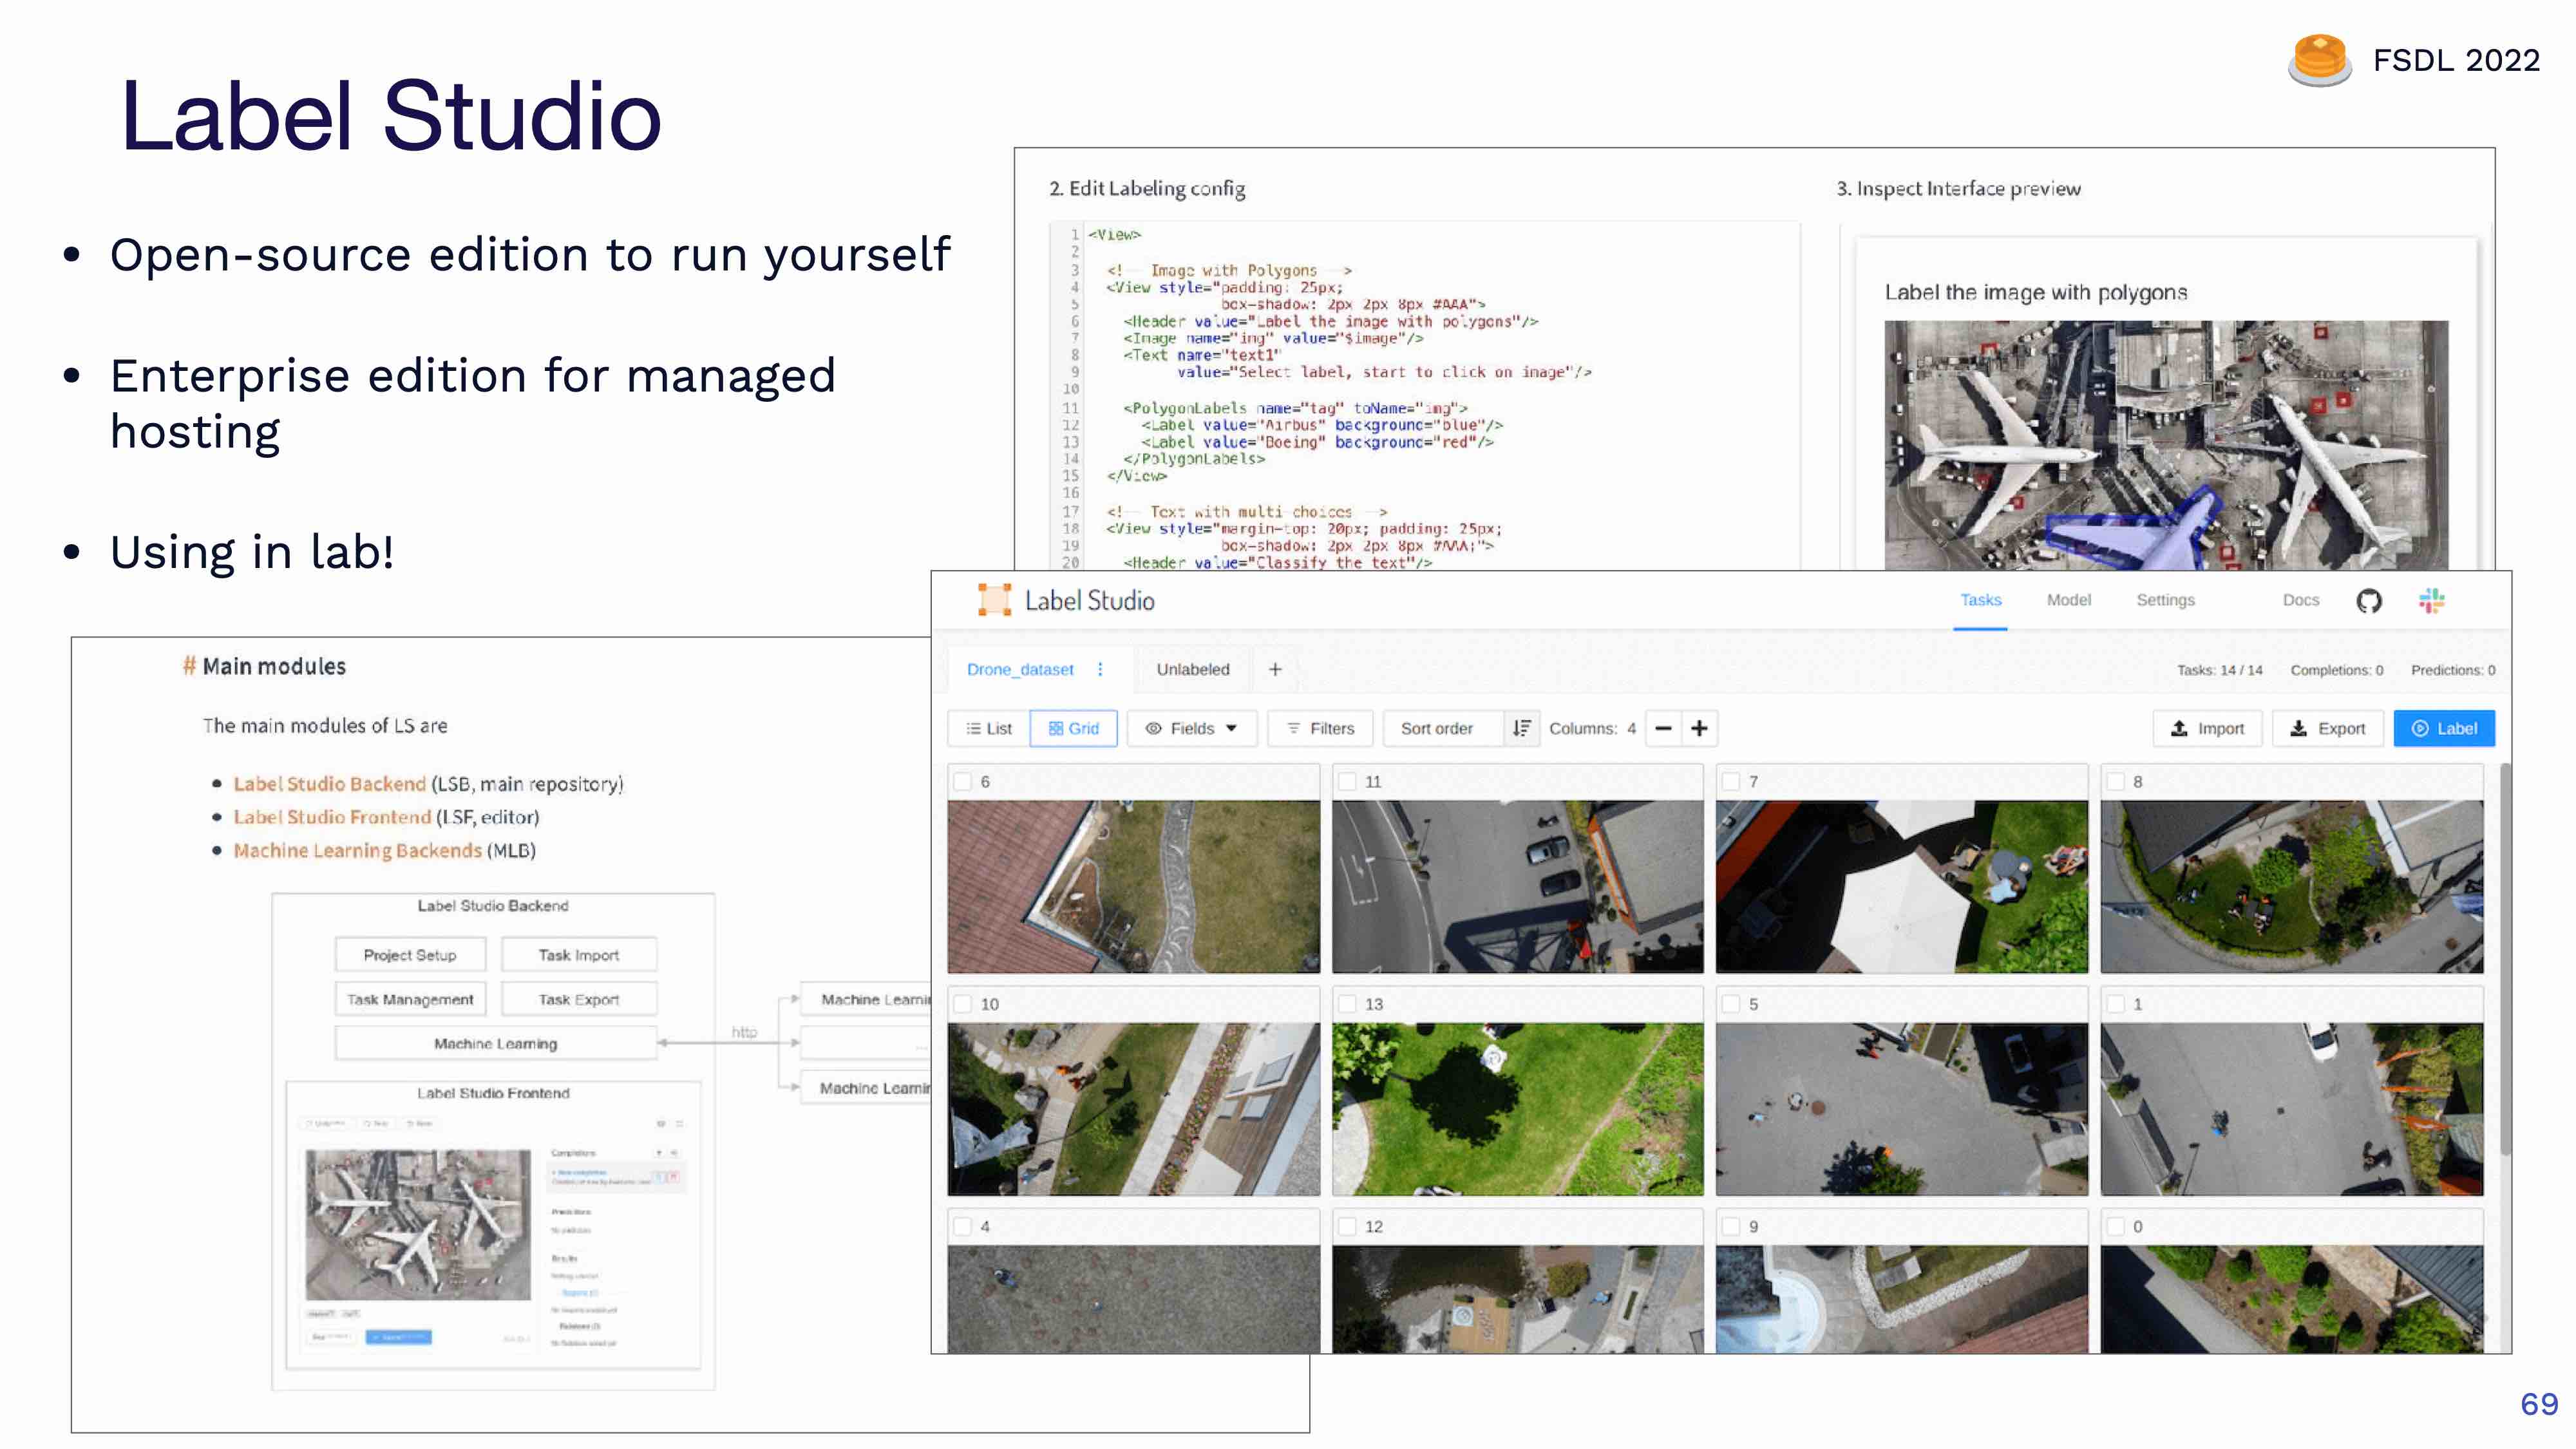 FSDL 2022
Label Studio
• Open-source edition to run yourself
• Enterprise edition for managed
hosting
• Using in lab!
2. Edit Labeling config
1 <View>
2
3 <!-- Image with Polygons -->
4 <View style="padding: 25px;
5 box-shadow: 2px 2px 8px #AAA">
6 <Header value="Label the image with polygons"/>
7 <Image name="img" value="$image"/>
8 <Text name="text1"
9 value="Select label, start to click on image"/>
10
11 <PolygonLabels name="tag" toName="img">
12 <Label value="Airbus" background="blue"/>
13 <Label value="Boeing" background="red"/>
14 </PolygonLabels>
15 </View>
16
17 <!-- Text with multi-choices -->
18 <View style="margin-top: 20px; padding: 25px;
19 box-shadow: 2px 2px 8px #AAA;">
20 <Header value="Classify the text"/>
3. Inspect Interface preview
Label the image with polygons
# Main modules
The main modules of LS are
• Label Studio Backend (LSB, main repository)
• Label Studio Frontend (LSF, editor)
• Machine Learning Backends (MLB)
Label Studio Backend
Project Setup Task Import
Task Management Task Export
Machine Learning
http
Machine Learni
...
Machine Learni
Label Studio Frontend
Completions
Predictions
Results
Label Studio
Tasks Model Settings Docs
Drone_dataset Unlabeled +
Tasks: 14 / 14 Completions: 0 Predictions: 0
List Grid Fields Filters Sort order Columns: 4 Import Export Label
6 11 7 8
10 13 5 1
4 12 9 0
69